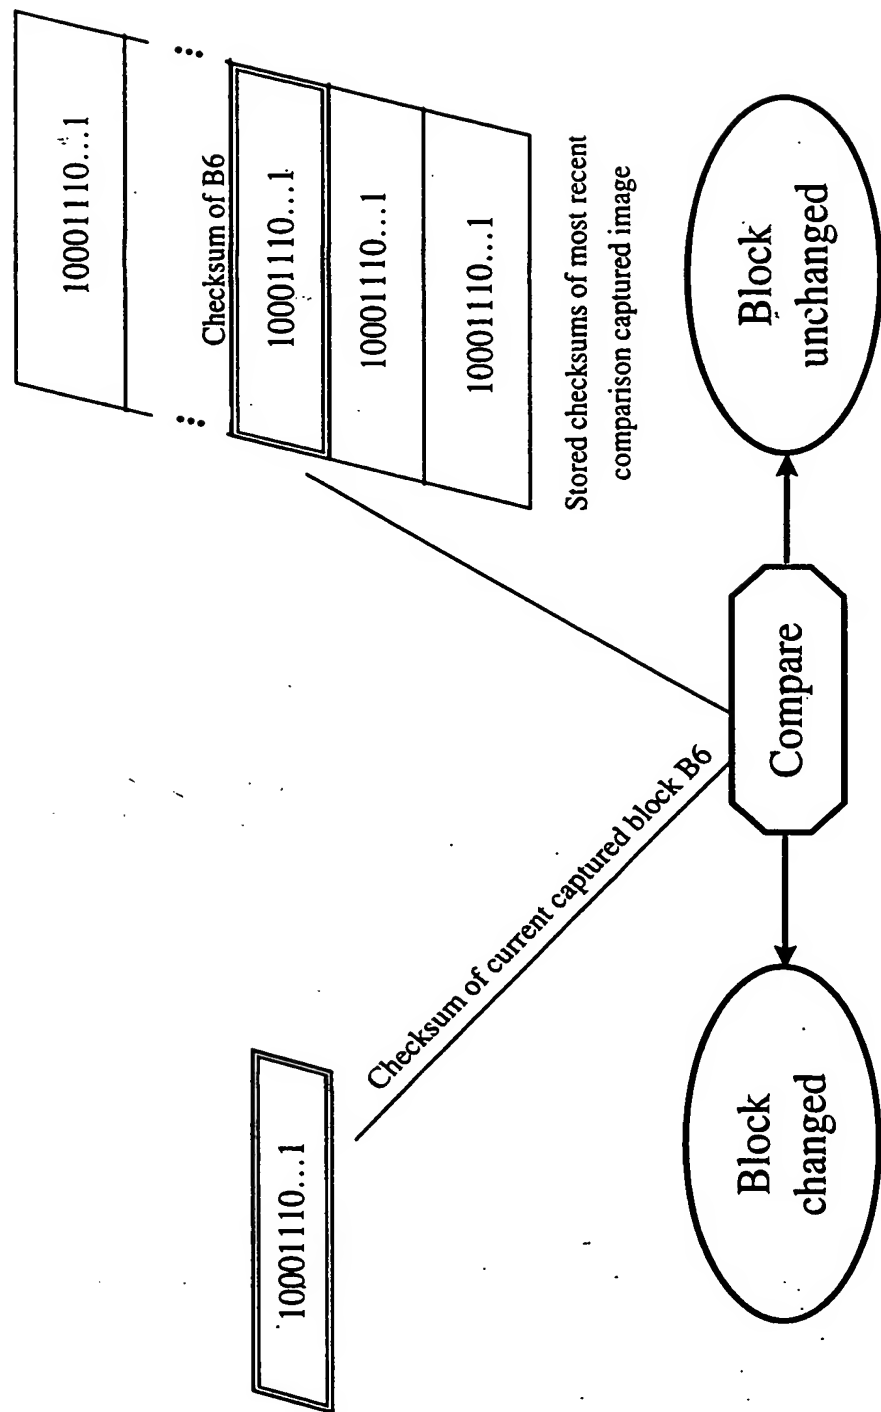 10001110...1
...
...
Checksum of B6
10001110...1
10001110...1
10001110...1
10001110...1
Stored checksums of most recent
comparison captured image
Checksum of current captured block B6
Block
changed
Compare
Block
unchanged